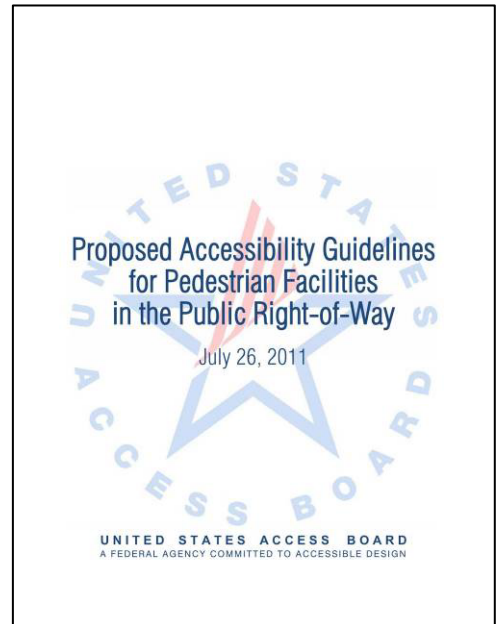 UNITED STATES
Proposed Accessibility Guidelines
for Pedestrian Facilities
in the Public Right-of-Way
July 26, 2011
ACCESS BOARD
UNITED STATES ACCESS BOARD
A FEDERAL AGENCY COMMITTED TO ACCESSIBLE DESIGN